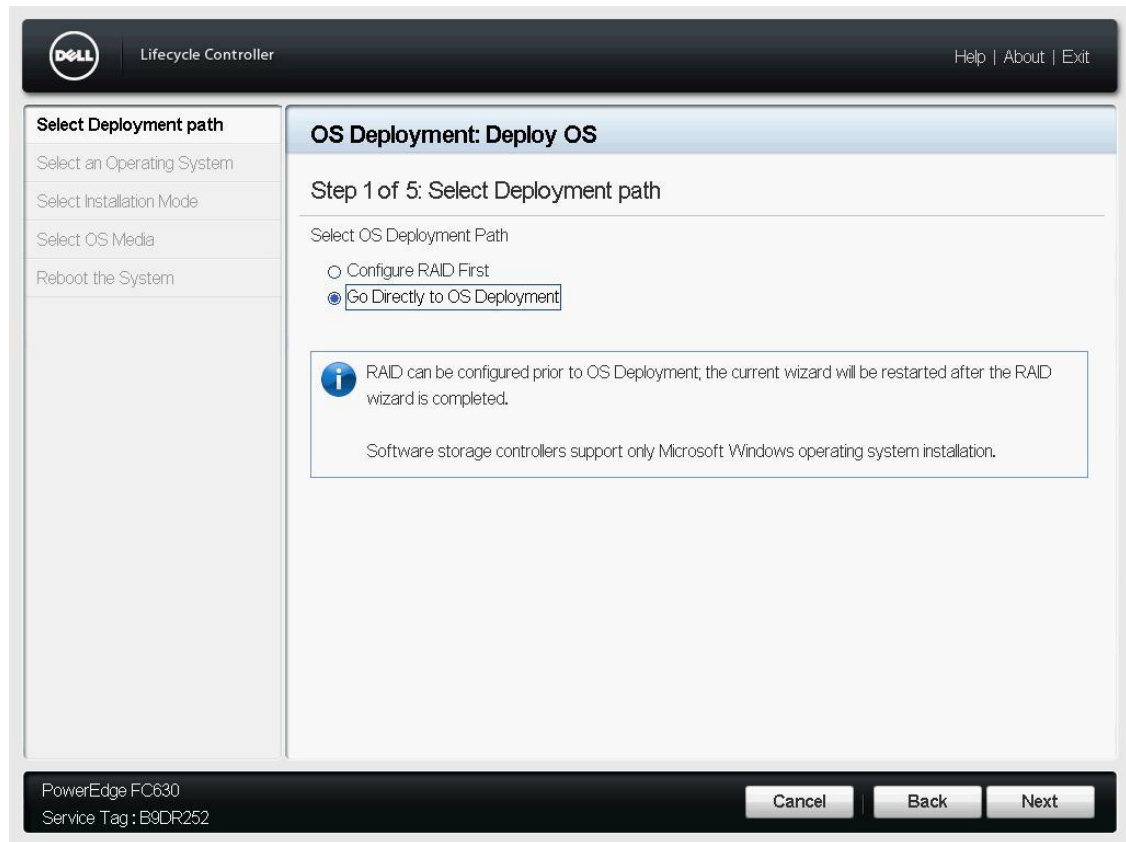 DELL
Lifecycle Controller
Help | About | Exit
Select Deployment path
Select an Operating System
Select Installation Mode
Select OS Media
Reboot the System
OS Deployment: Deploy OS
Step 1 of 5: Select Deployment path
Select OS Deployment Path
Configure RAID First
Go Directly to OS Deployment
RAID can be configured prior to OS Deployment; the current wizard will be restarted after the RAID
wizard is completed.
Software storage controllers support only Microsoft Windows operating system installation.
PowerEdge FC630
Service Tag : B9DR252
Cancel
Back
Next